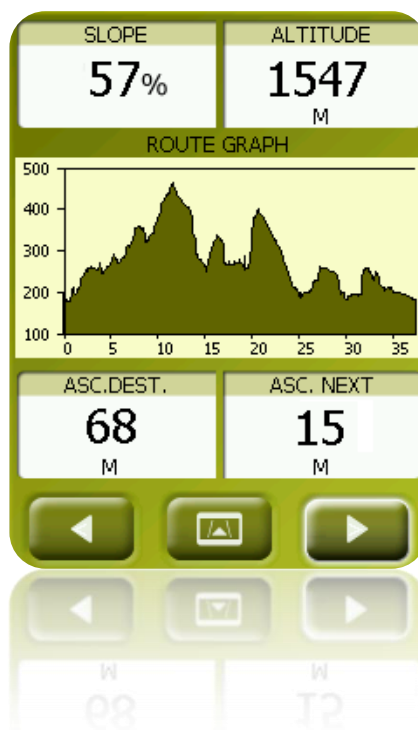 SLOPE
57%
ALTITUDE
1547
M
ROUTE GRAPH
500
400
300
200
100
0 5 10 15 20 25 30 35
ASC.DEST.
68
M
ASC. NEXT
15
M